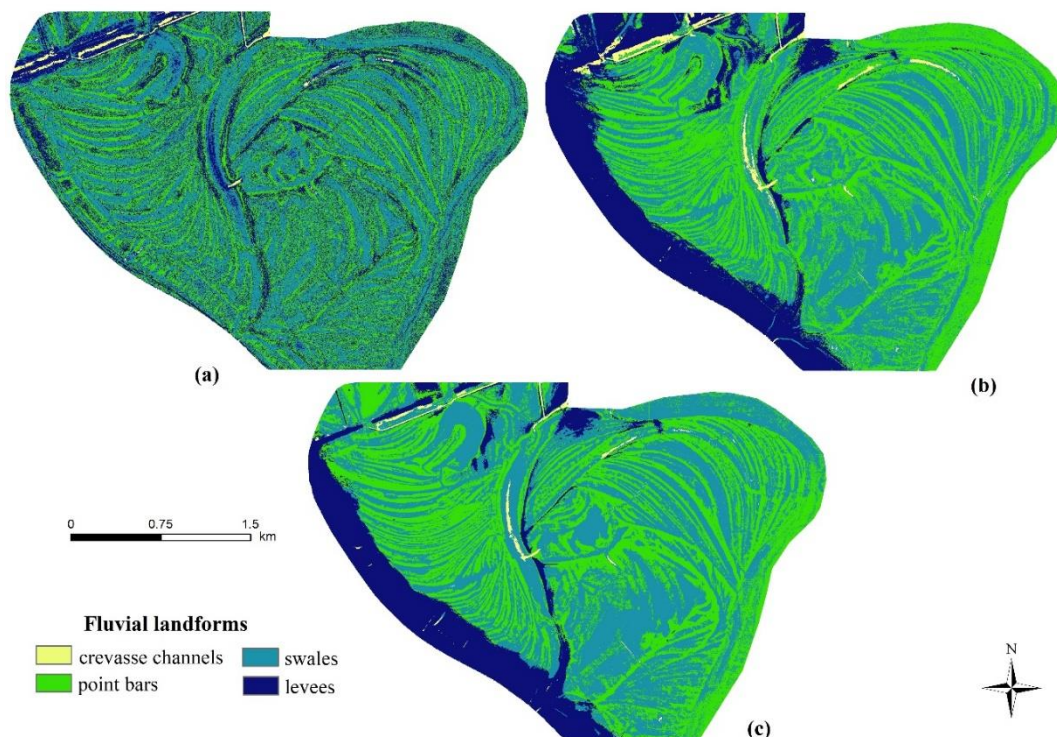 (a)
(b)
0 0.75 1.5
km
Fluvial landforms
crevasse channels
swales
point bars
levees
N
(c)